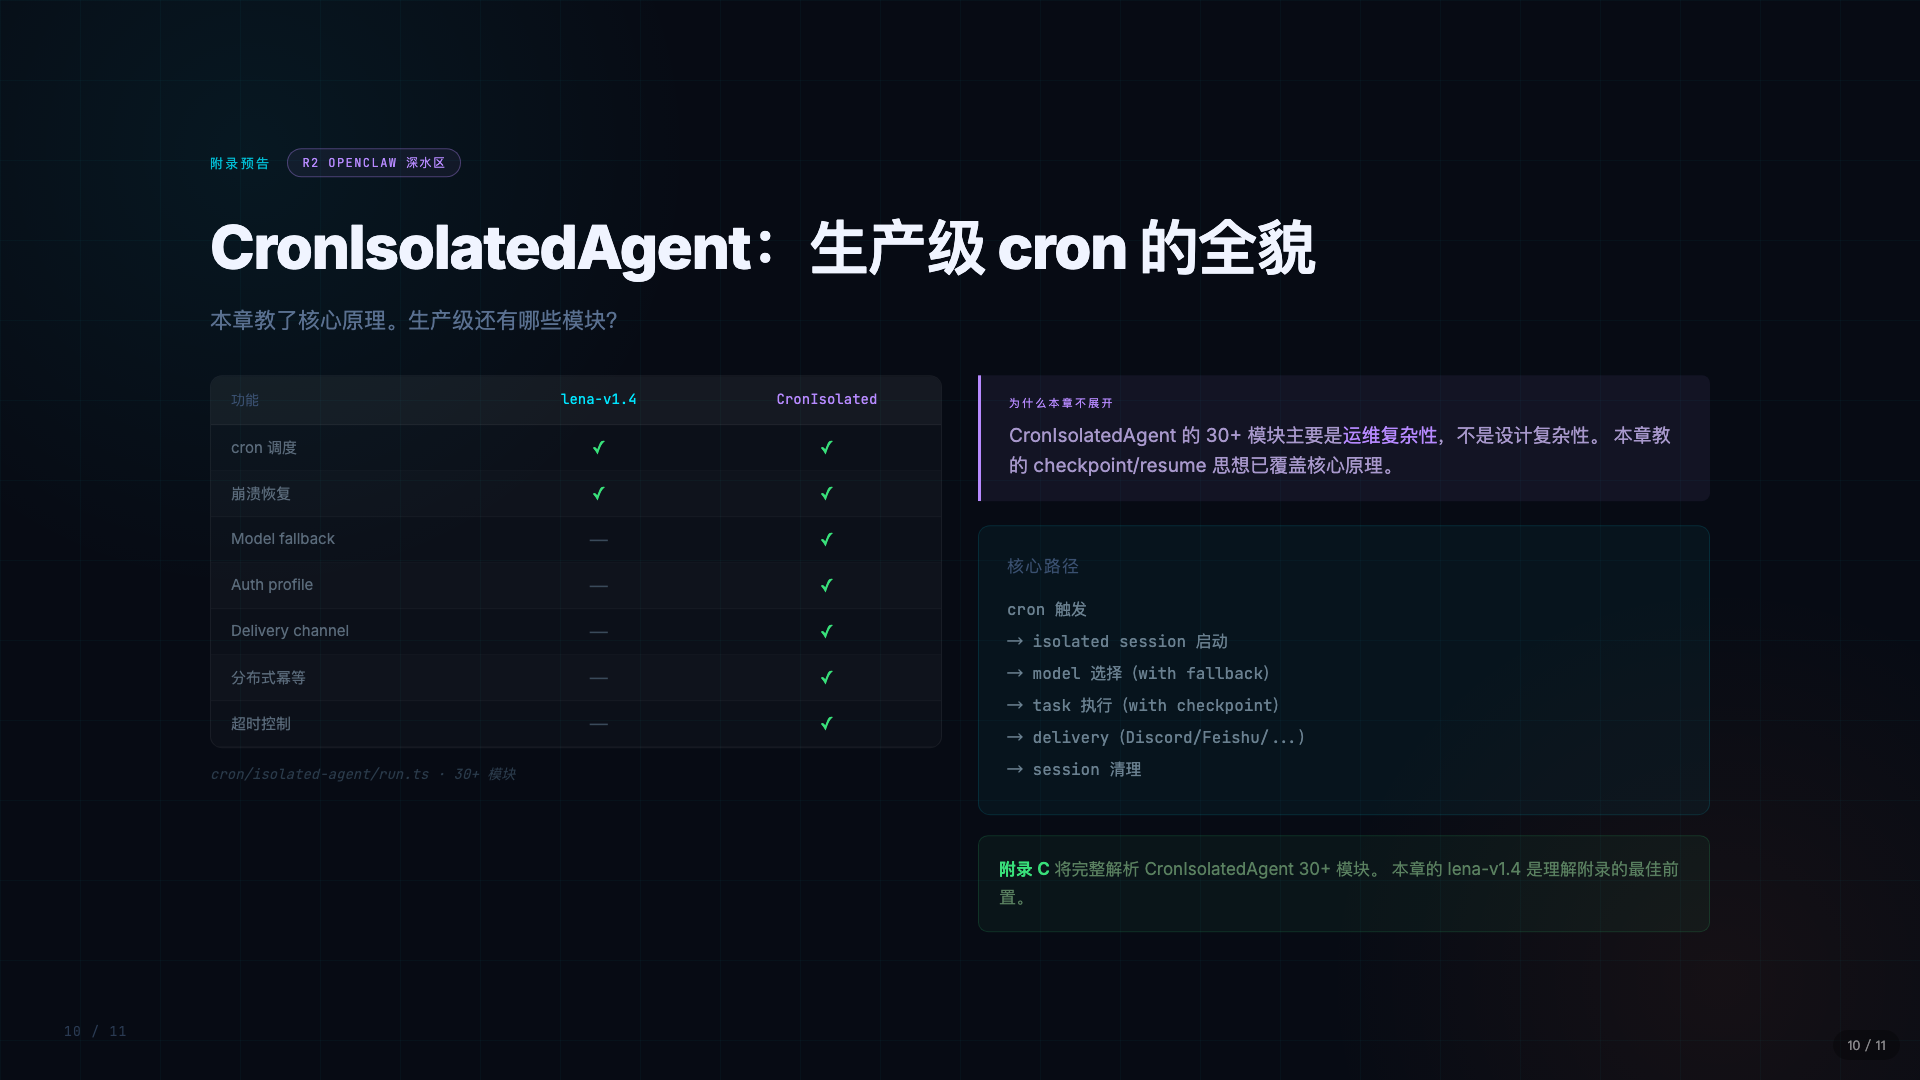 附录预告
R2 OPENCLAW 深水区
CronIsolatedAgent：生产级 cron 的全貌
本章教了核心原理。生产级还有哪些模块?
功能 lena-v1.4 CronIsolated
cron 调度 ✓ ✓
崩溃恢复 ✓ ✓
Model fallback — ✓
Auth profile — ✓
Delivery channel — ✓
分布式幂等 — ✓
超时控制 — ✓
cron/isolated-agent/run.ts · 30+ 模块
为什么本章不展开
CronIsolatedAgent 的 30+ 模块主要是运维复杂性，不是设计复杂性。 本章教
的 checkpoint/resume 思想已覆盖核心原理。
核心路径
cron 触发
→ isolated session 启动
→ model 选择（with fallback）
→ task 执行（with checkpoint）
→ delivery（Discord/Feishu/...）
→ session 清理
附录 C 将完整解析 CronIsolatedAgent 30+ 模块。 本章的 lena-v1.4 是理解附录的最佳前
置。
10 / 11
10 / 11